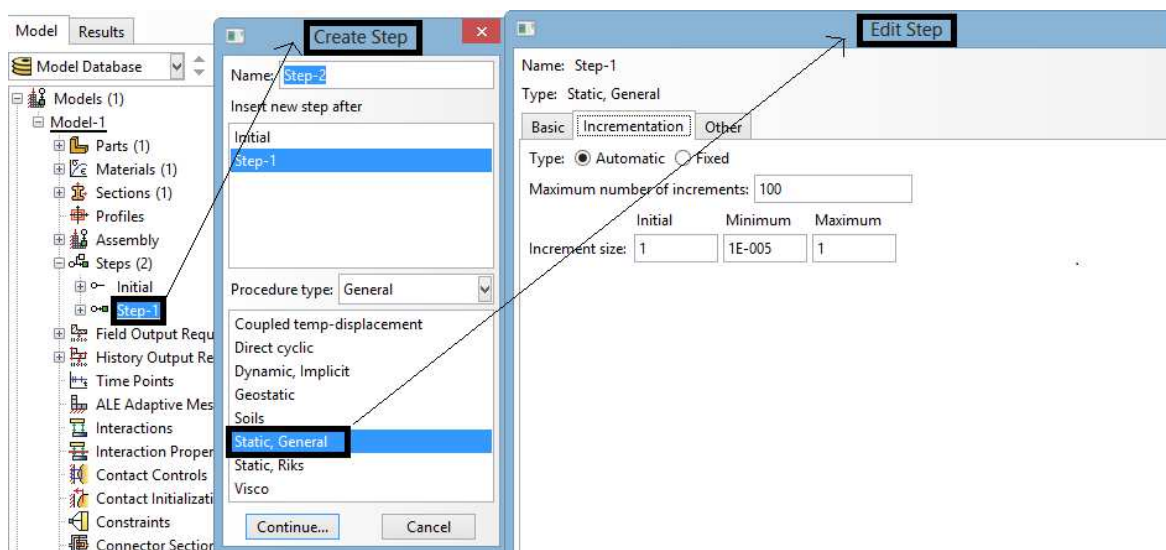 Model Results
Model Database
Models (1)
Model-1
Parts (1)
Materials (1)
Sections (1)
Profiles
Assembly
Steps (2)
Initial
Step-1
Field Output Requ
History Output Re
Time Points
ALE Adaptive Mes
Interactions
Interaction Proper
Contact Controls
Contact Initializati
Constraints
Connector Section
Create Step
Name: Step-2
Insert new step after
Initial
Step-1
Procedure type: General
Coupled temp-displacement
Direct cyclic
Dynamic, Implicit
Geostatic
Soils
Static, General
Static, Riks
Visco
Continue... Cancel
Edit Step
Name: Step-1
Type: Static, General
Basic Incrementation Other
Type: Automatic Fixed
Maximum number of increments: 100
Initial Minimum Maximum
Increment size: 1 1E-005 1